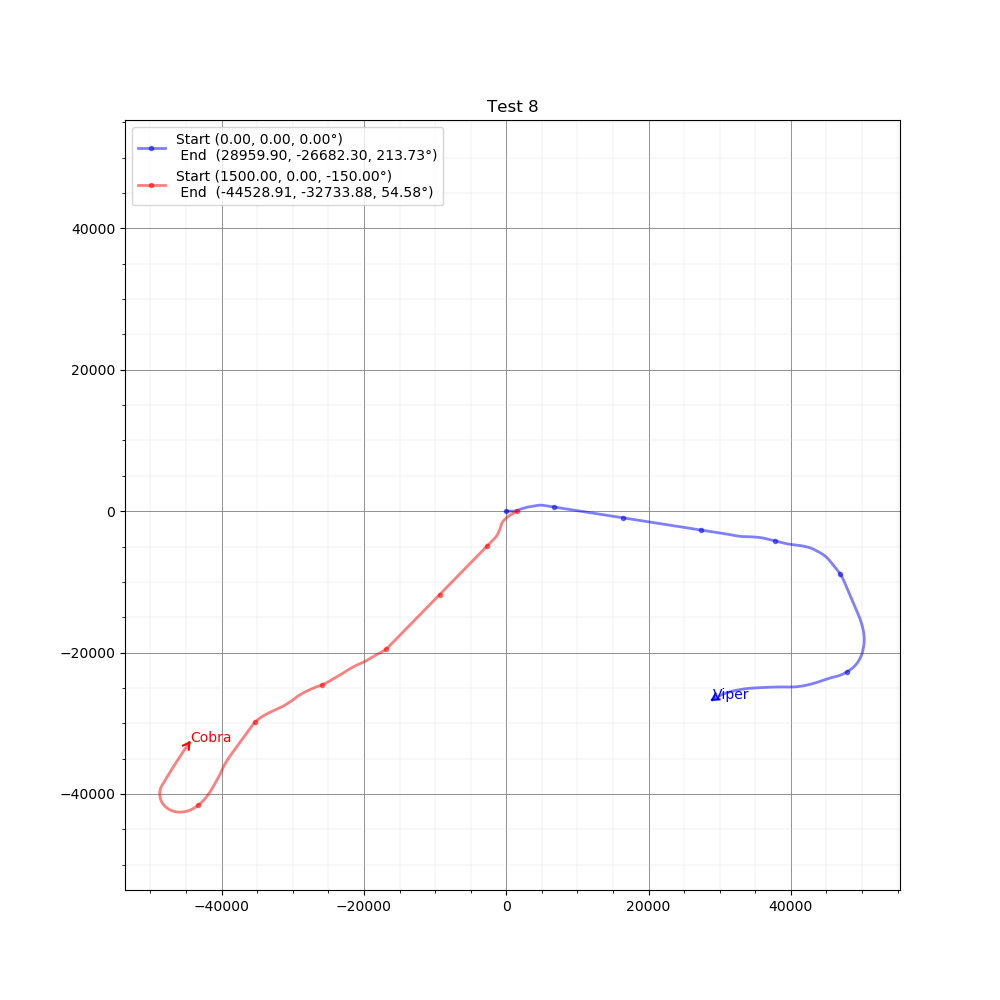 Test 8
Start (0.00, 0.00, 0.00°)
End  (28959.90, -26682.30, 213.73°)
Start (1500.00, 0.00, -150.00°)
End  (-44528.91, -32733.88, 54.58°)
40000
20000
0
−20000
−40000
Viper
Cobra
−40000 −20000 0 20000 40000